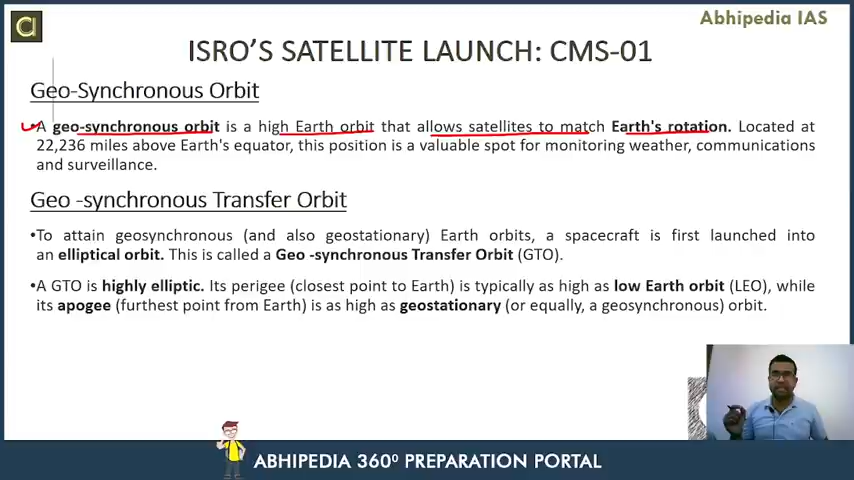 Abhipedia IAS
ISRO'S SATELLITE LAUNCH: CMS-01
Geo-Synchronous Orbit
•A geo-synchronous orbit is a high Earth orbit that allows satellites to match Earth's rotation. Located at
22,236 miles above Earth's equator, this position is a valuable spot for monitoring weather, communications
and surveillance.
Geo -synchronous Transfer Orbit
•To attain geosynchronous (and also geostationary) Earth orbits, a spacecraft is first launched into
an elliptical orbit. This is called a Geo -synchronous Transfer Orbit (GTO).
•A GTO is highly elliptic. Its perigee (closest point to Earth) is typically as high as low Earth orbit (LEO), while
its apogee (furthest point from Earth) is as high as geostationary (or equally, a geosynchronous) orbit.
ABHIPEDIA 360⁰ PREPARATION PORTAL